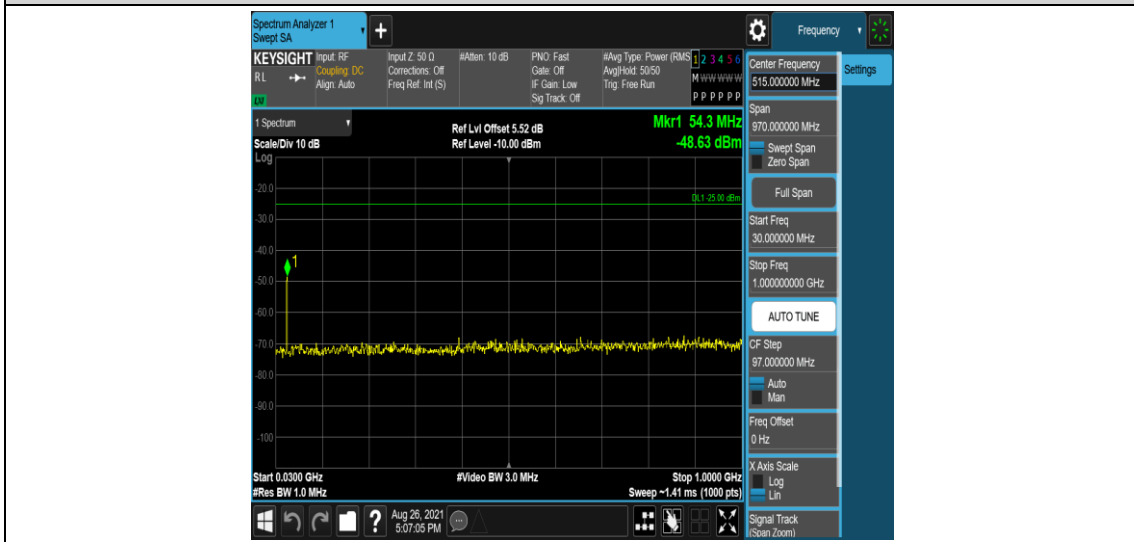 Spectrum Analyzer 1
Swept SA
+
Frequency
KEYSIGHT
RL
LXI
Input: RF
Coupling: DC
Align: Auto
Input Z: 50 Ω
Corrections: Off
Freq Ref: Int (S)
#Atten: 10 dB
PNO: Fast
Gate: Off
IF Gain: Low
Sig Track: Off
#Avg Type: Power (RMS
Avg|Hold: 50/50
Trig: Free Run
1 2 3 4 5 6
M W W W W W
P P P P P P
1 Spectrum
Scale/Div 10 dB
Log
Ref Lvl Offset 5.52 dB
Ref Level -10.00 dBm
Mkr1 54.3 MHz
-48.63 dBm
DL1 -25.00 dBm
1
-20.0
-30.0
-40.0
-50.0
-60.0
-70.0
-80.0
-90.0
-100
Start 0.0300 GHz
#Res BW 1.0 MHz
#Video BW 3.0 MHz
Stop 1.0000 GHz
Sweep ~1.41 ms (1000 pts)
?
Aug 26, 2021
5:07:05 PM
Center Frequency
515.000000 MHz
Settings
Span
970.000000 MHz
Swept Span
Zero Span
Full Span
Start Freq
30.000000 MHz
Stop Freq
1.000000000 GHz
AUTO TUNE
CF Step
97.000000 MHz
Auto
Man
Freq Offset
0 Hz
X Axis Scale
Log
Lin
Signal Track
(Span Zoom)